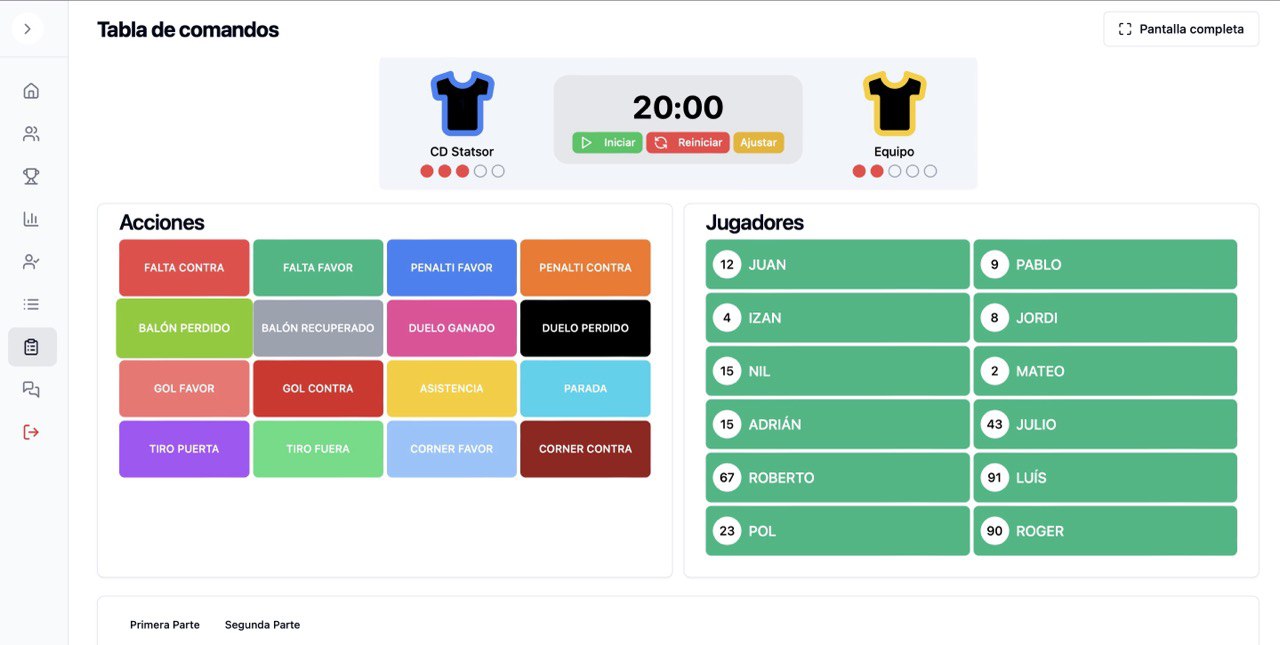 Tabla de comandos
Pantalla completa
20:00
Iniciar
Reiniciar
Ajustar
CD Statsor
Equipo
Acciones
FALTA CONTRA
FALTA FAVOR
PENALTI FAVOR
PENALTI CONTRA
BALÓN PERDIDO
BALÓN RECUPERADO
DUELO GANADO
DUELO PERDIDO
GOL FAVOR
GOL CONTRA
ASISTENCIA
PARADA
TIRO PUERTA
TIRO FUERA
CORNER FAVOR
CORNER CONTRA
Jugadores
12 JUAN
9 PABLO
4 IZAN
8 JORDI
15 NIL
2 MATEO
15 ADRIÁN
43 JULIO
67 ROBERTO
91 LUÍS
23 POL
90 ROGER
Primera Parte
Segunda Parte